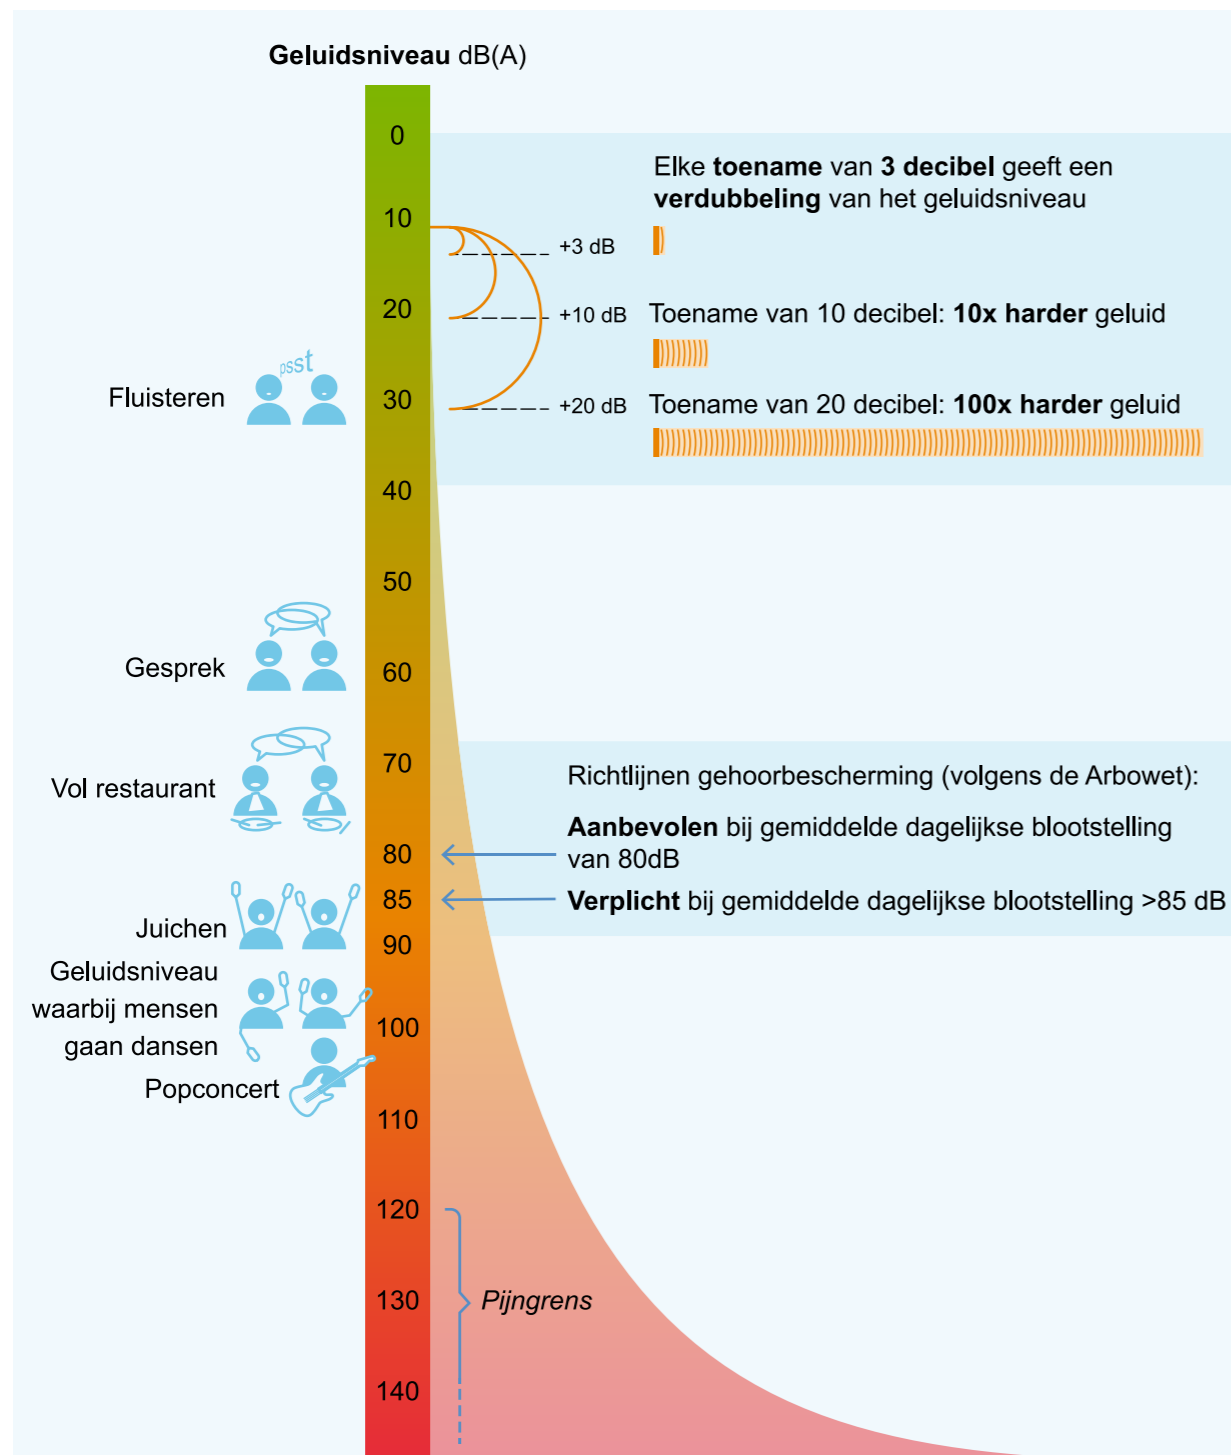 Geluidsniveau dB(A)
0
Elke toename van 3 decibel geeft een
verdubbeling van het geluidsniveau
10
+3 dB
20
+10 dB
Toename van 10 decibel: 10x harder geluid
psst
Fluisteren
30
+20 dB
Toename van 20 decibel: 100x harder geluid
40
50
Gesprek
60
70
Richtlijnen gehoorbescherming (volgens de Arbowet):
Vol restaurant
Aanbevolen bij gemiddelde dagelijkse blootstelling
van 80dB
80
85
Verplicht bij gemiddelde dagelijkse blootstelling >85 dB
Juichen
90
Geluidsniveau
waarbij mensen
gaan dansen
100
Popconcert
110
120
130
Pijngrens
140